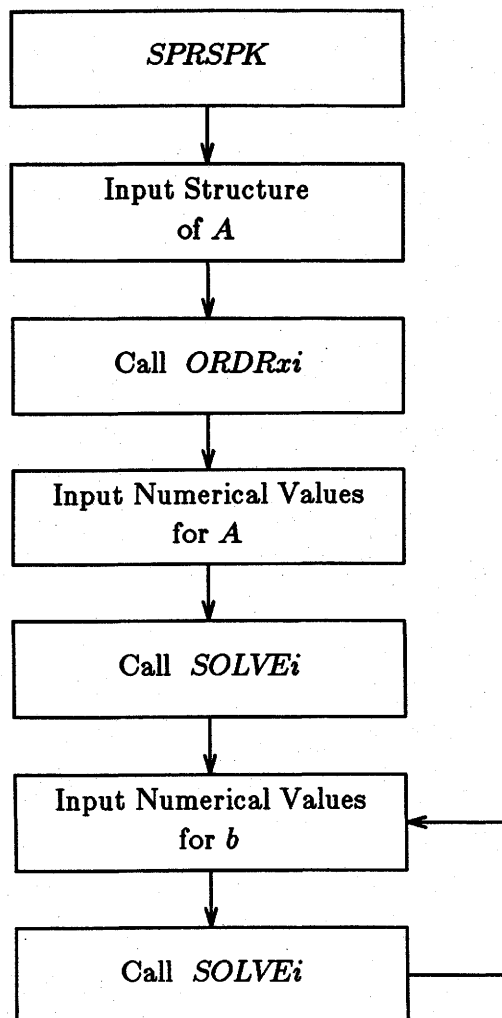 SPRSPK
Input Structure
of A
Call ORDRxi
Input Numerical Values
for A
Call SOLVEi
Input Numerical Values
for b
Call SOLVEi